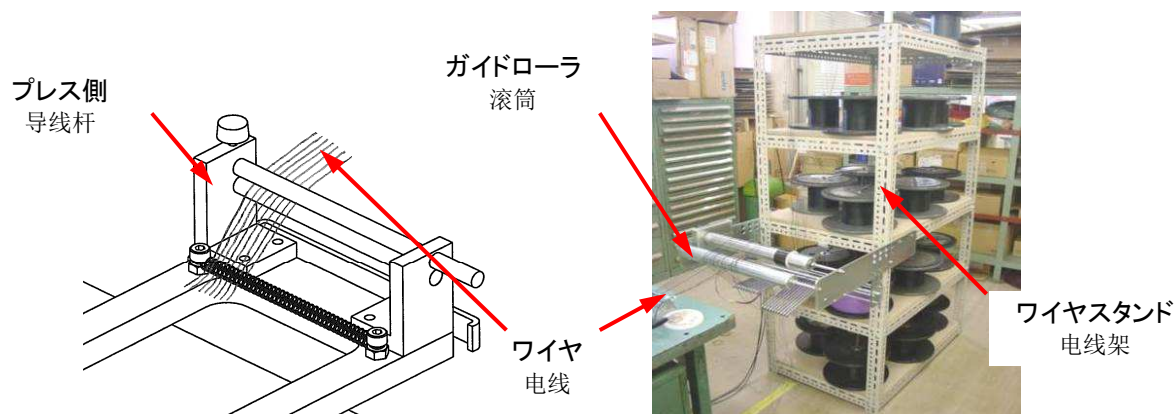 プレス側
导线杆
ガイドローラ
滚筒
ワイヤ
电线
ワイヤスタンド
电线架